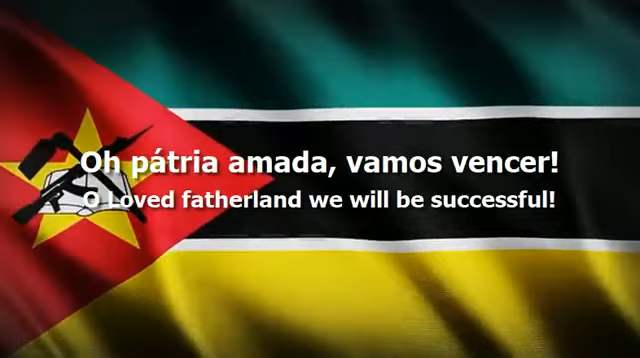 Oh pátria amada, vamos vencer!
O Loved fatherland we will be successful!